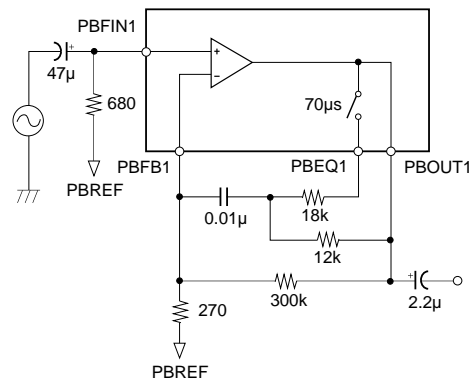 PBFIN1
+
47µ
680
PBREF
+
−
70µs
PBFB1
PBEQ1
PBOUT1
0.01µ
18k
12k
300k
+
2.2µ
270
PBREF